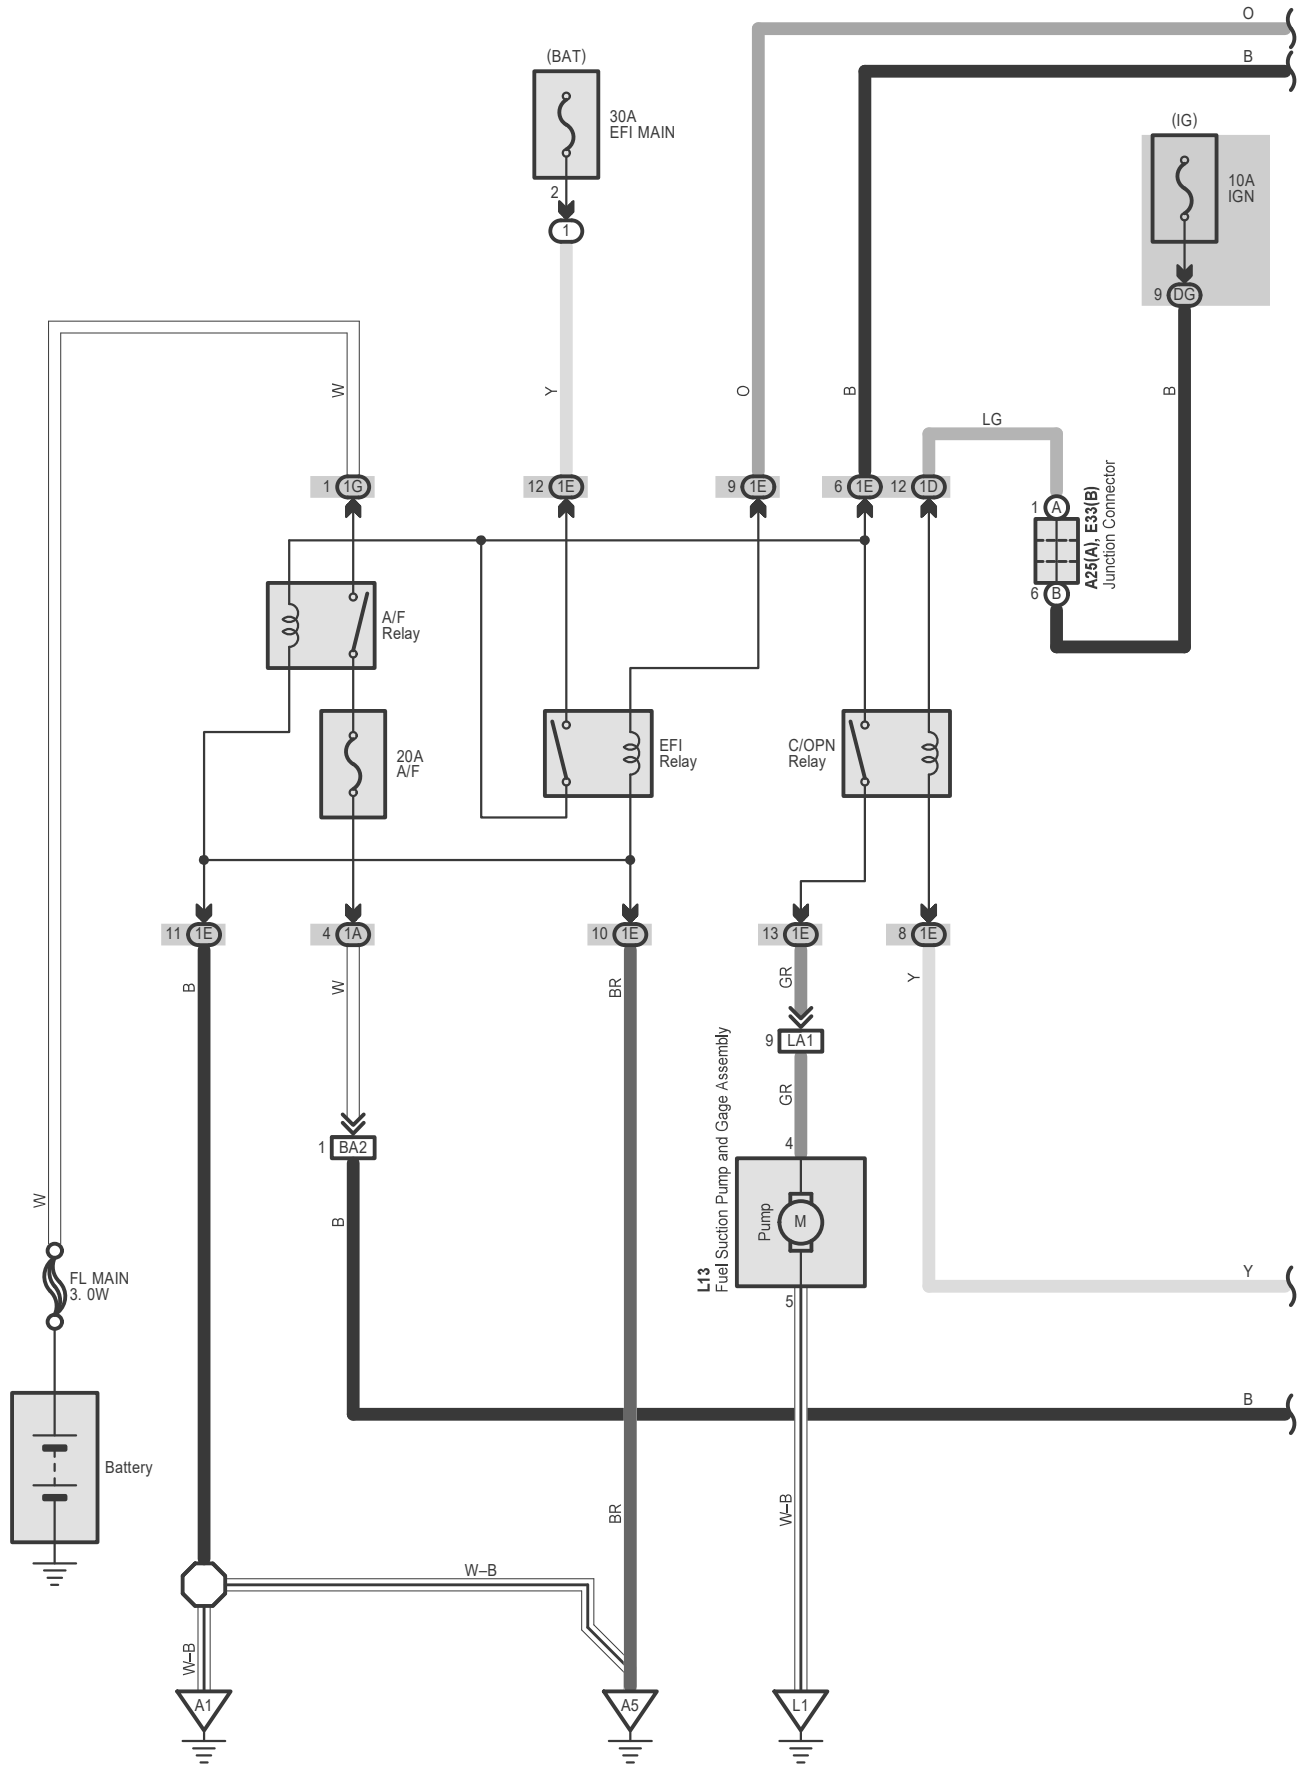 O
B
(BAT)
30A
EFI MAIN
2
1
(IG)
10A
IGN
9 DG
W
Y
O
B
B
LG
1 1G
12 1E
9 1E
6 1E
12 1D
1 A
6 B
A25(A), E33(B)
Junction Connector
A/F
Relay
20A
A/F
EFI
Relay
C/OPN
Relay
11 1E
4 1A
10 1E
13 1E
8 1E
B
W
BR
GR
Y
9 LA1
GR
4
1 BA2
L13
Fuel Suction Pump and Gage Assembly
Pump
M
5
W
B
FL MAIN
3. 0W
Y
B
Battery
BR
W–B
W–B
W–B
A1
A5
L1